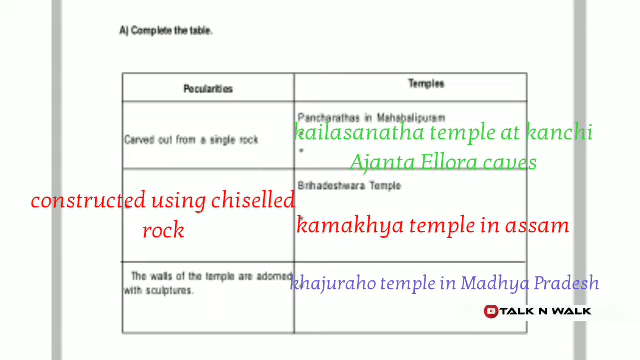 A) Complete the table.
Pecularities
Temples
Carved out from a single rock
Pancharathas in Mahabalipuram
kailasanatha temple at kanchi
Ajanta Ellora caves
constructed using chiselled
rock
Brihadeshwara Temple
kamakhya temple in assam
The walls of the temple are adorned
with sculptures.
khajuraho temple in Madhya Pradesh
TALK N WALK